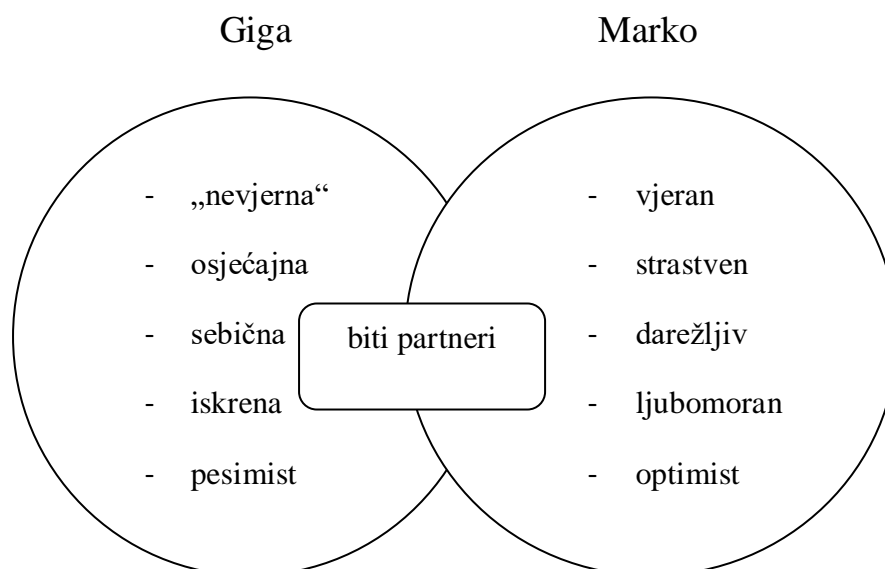 Giga
Marko
- „nevjerna“
- osjećajna
- sebična
- iskrena
- pesimist
biti partneri
- vjeran
- strastven
- darežljiv
- ljubomoran
- optimist